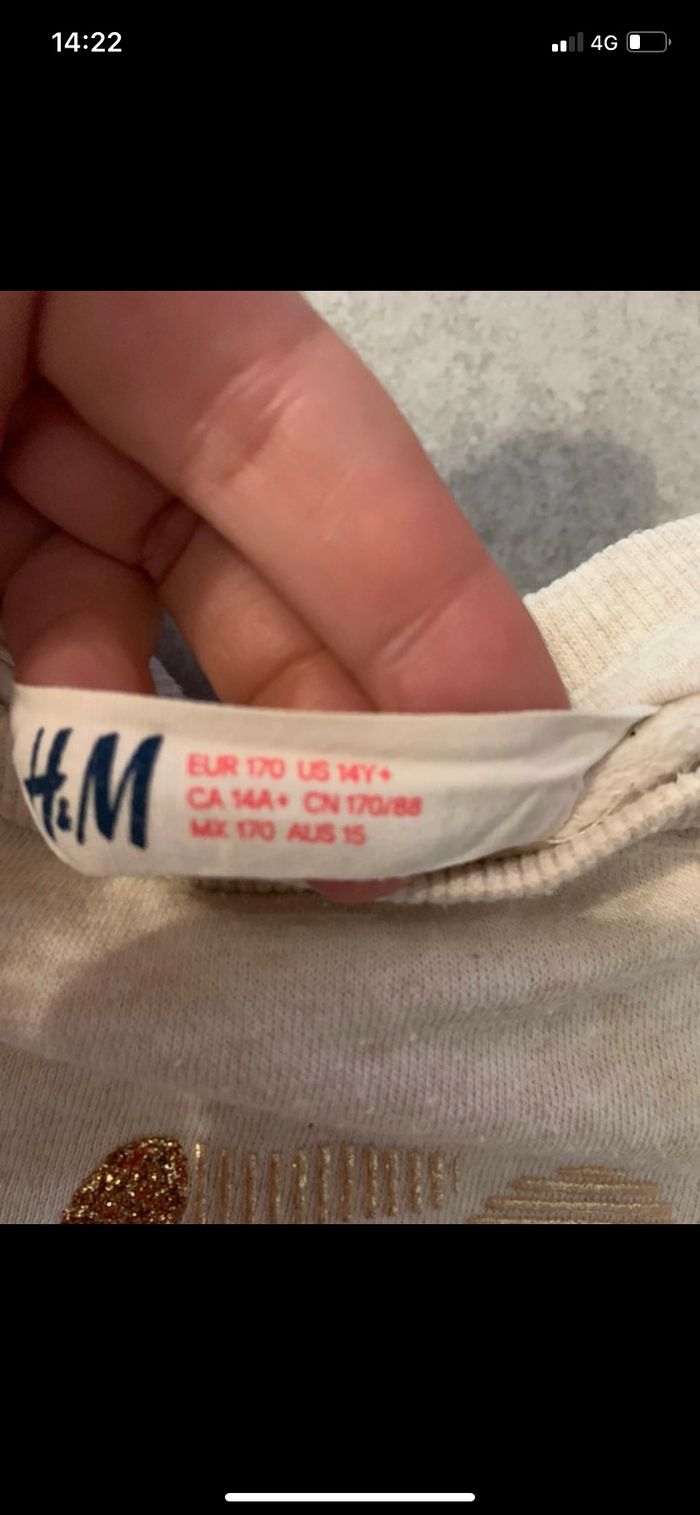 14:22 4G
H&M
EUR 170 US 14Y+
CA 14A+ CN 170/88
MX 170 AUS 15